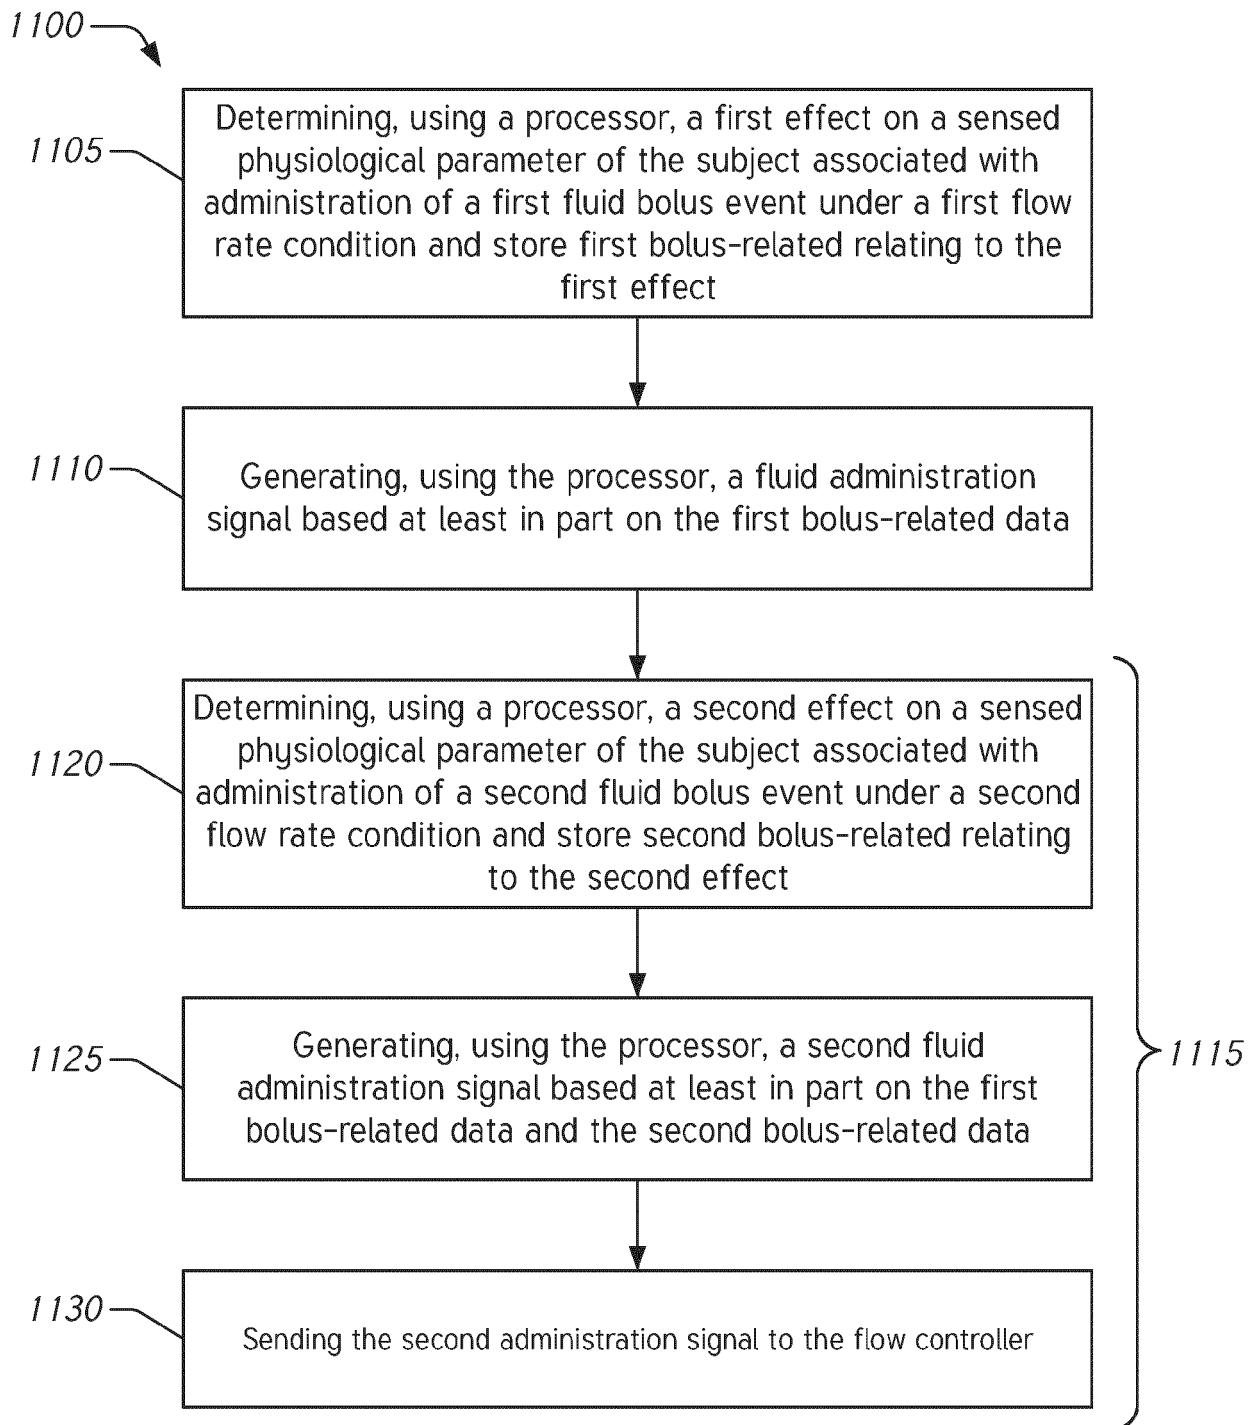 1100
1105
Determining, using a processor, a first effect on a sensed
physiological parameter of the subject associated with
administration of a first fluid bolus event under a first flow
rate condition and store first bolus-related relating to the
first effect
1110
Generating, using the processor, a fluid administration
signal based at least in part on the first bolus-related data
1120
Determining, using a processor, a second effect on a sensed
physiological parameter of the subject associated with
administration of a second fluid bolus event under a second
flow rate condition and store second bolus-related relating
to the second effect
1125
Generating, using the processor, a second fluid
administration signal based at least in part on the first
bolus-related data and the second bolus-related data
1115
1130
Sending the second administration signal to the flow controller